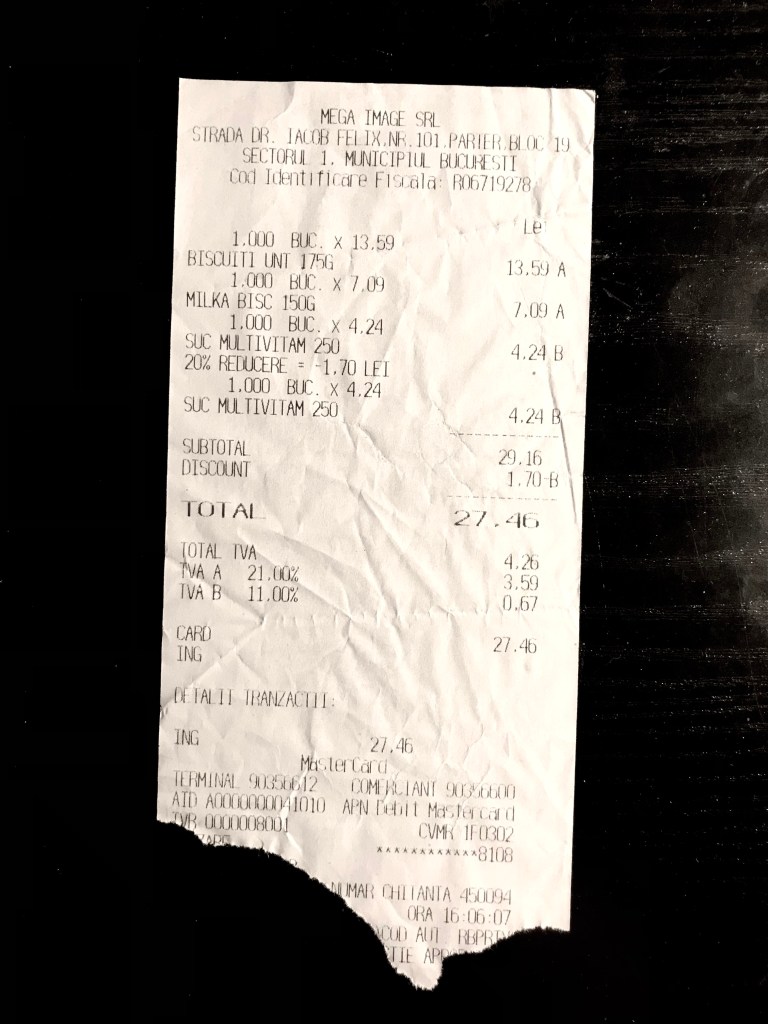 MEGA IMAGE SRL
STRADA DR. IACOB FELIX,NR.101,PARTER,BLOC 19
SECTORUL 1, MUNICIPIUL BUCURESTI
Cod Identificare Fiscala: RO6719278
Lei
1.000 BUC. X 13.59
BISCUITI UNT 175G 13.59 A
1.000 BUC. X 7.09
MILKA BISC 150G 7.09 A
1.000 BUC. X 4.24
SUC MULTIVITAM 250 4.24 B
20% REDUCERE = -1.70 LEI
1.000 BUC. X 4.24
SUC MULTIVITAM 250 4.24 B
SUBTOTAL 29.16
DISCOUNT 1.70-B
TOTAL 27.46
TOTAL TVA 4.26
TVA A 21.00% 3.59
TVA B 11.00% 0.67
CARD 27.46
ING
DETALII TRANZACTII:
ING 27.46
MasterCard
TERMINAL 90356612 COMERCIANT 90356600
AID A0000000041010 APN Debit Mastercard
TVR 0000008001 CVMR 1F0302
************8108
NUMAR CHITANTA 450094
ORA 16:06:07
COD AUT